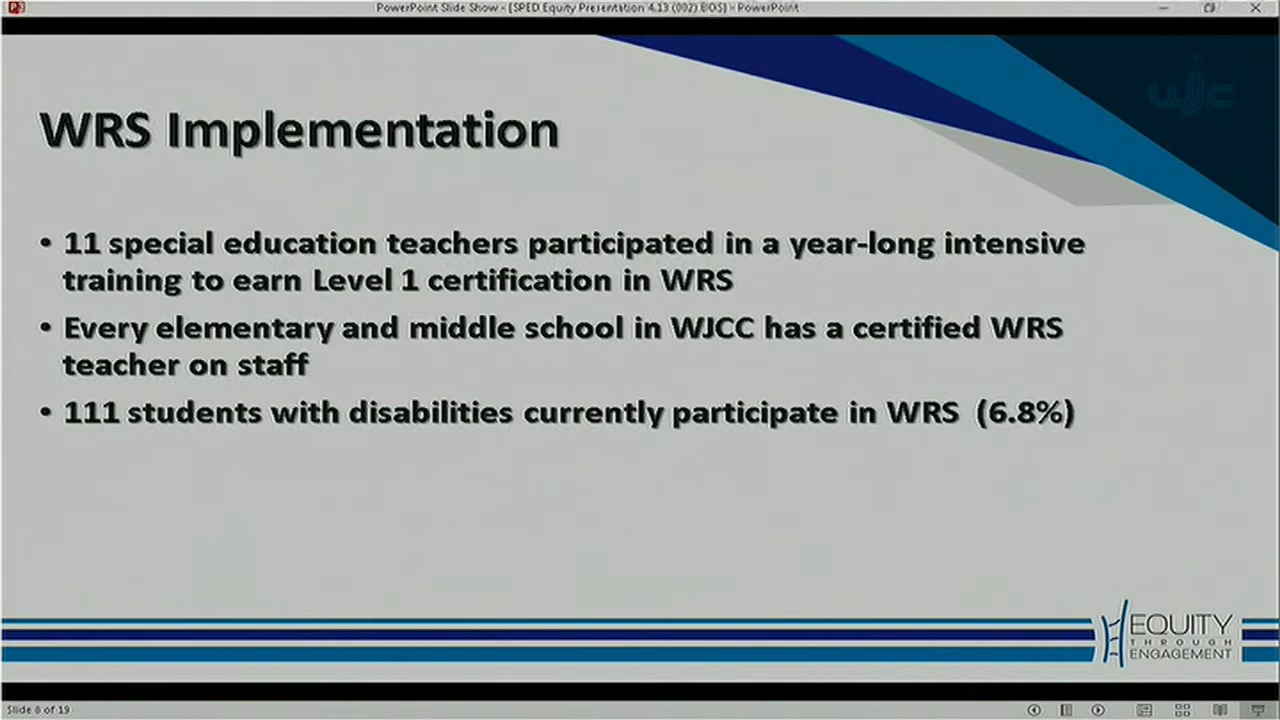 PowerPoint Slide Show - [SPED Equity Presentation 4.13 (002) BOS] - PowerPoint
wjcc
WRS Implementation
• 11 special education teachers participated in a year-long intensive
training to earn Level 1 certification in WRS
• Every elementary and middle school in WJCC has a certified WRS
teacher on staff
• 111 students with disabilities currently participate in WRS (6.8%)
EQUITY
THROUGH
ENGAGEMENT
Slide 8 of 19